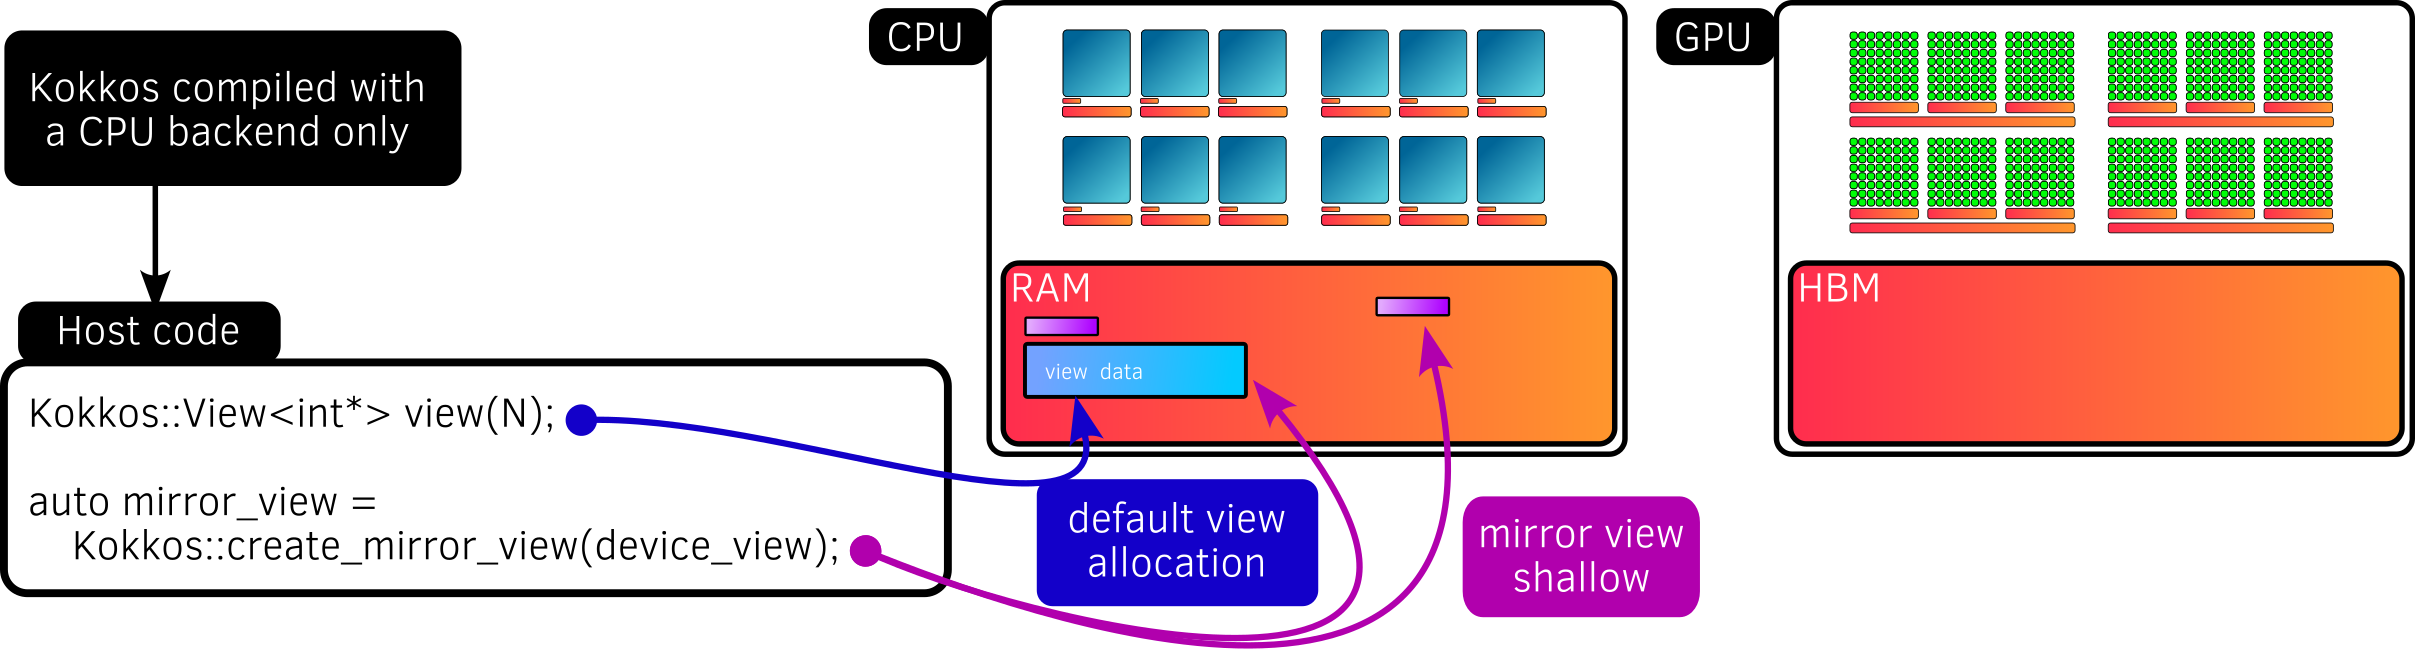 Kokkos compiled with
a CPU backend only
Host code
Kokkos::View<int*> view(N);
auto mirror_view =
Kokkos::create_mirror_view(device_view);
CPU
RAM
view data
default view
allocation
mirror view
shallow
GPU
HBM